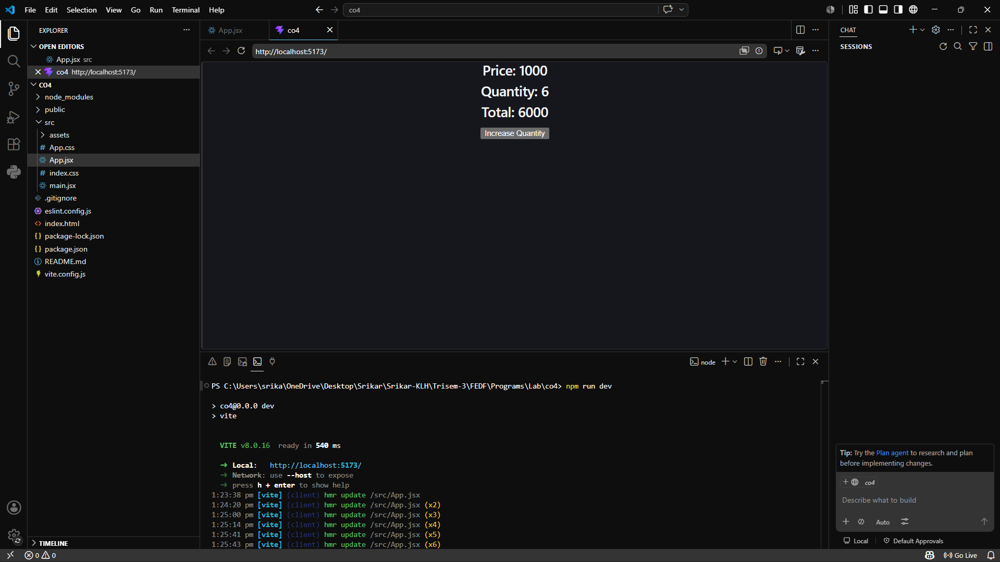 File Edit Selection View Go Run Terminal Help
co4
EXPLORER
OPEN EDITORS
App.jsx src
co4 http://localhost:5173/
CO4
node_modules
public
src
assets
App.css
App.jsx
index.css
main.jsx
.gitignore
eslint.config.js
index.html
package-lock.json
package.json
README.md
vite.config.js
TIMELINE
App.jsx co4
http://localhost:5173/
Price: 1000
Quantity: 6
Total: 6000
Increase Quantity
node
PS C:\Users\srika\OneDrive\Desktop\Srikar\Srikar-KLH\Trisem-3\FEDF\Programs\Lab\co4> npm run dev
> co4@0.0.0 dev
> vite
VITE v8.0.16 ready in 540 ms
➜ Local: http://localhost:5173/
➜ Network: use --host to expose
➜ press h + enter to show help
1:23:38 pm [vite] (client) hmr update /src/App.jsx
1:24:20 pm [vite] (client) hmr update /src/App.jsx (x2)
1:25:00 pm [vite] (client) hmr update /src/App.jsx (x3)
1:25:14 pm [vite] (client) hmr update /src/App.jsx (x4)
1:25:41 pm [vite] (client) hmr update /src/App.jsx (x5)
1:25:43 pm [vite] (client) hmr update /src/App.jsx (x6)
CHAT
SESSIONS
Tip: Try the Plan agent to research and plan
before implementing changes.
co4
Describe what to build
Auto
Local Default Approvals
0 0
Go Live